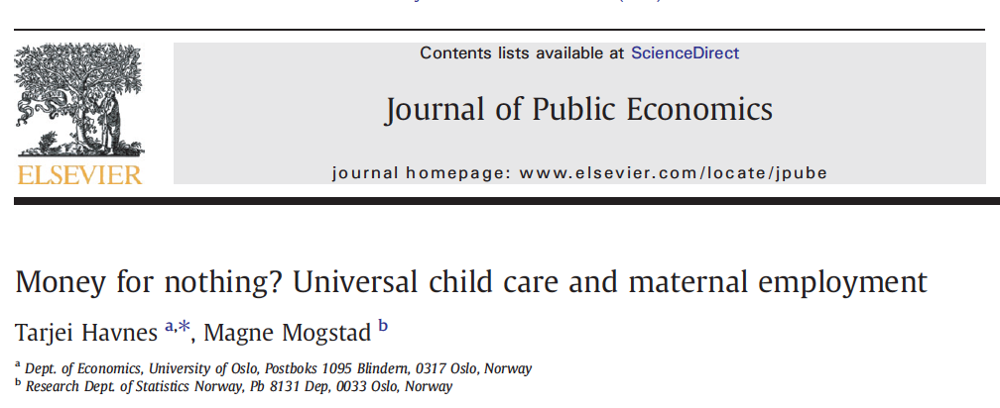 Contents lists available at ScienceDirect
Journal of Public Economics
journal homepage: www.elsevier.com/locate/jpube
ELSEVIER
Money for nothing? Universal child care and maternal employment
Tarjei Havnes a,*, Magne Mogstad b
a Dept. of Economics, University of Oslo, Postboks 1095 Blindern, 0317 Oslo, Norway
b Research Dept. of Statistics Norway, Pb 8131 Dep, 0033 Oslo, Norway